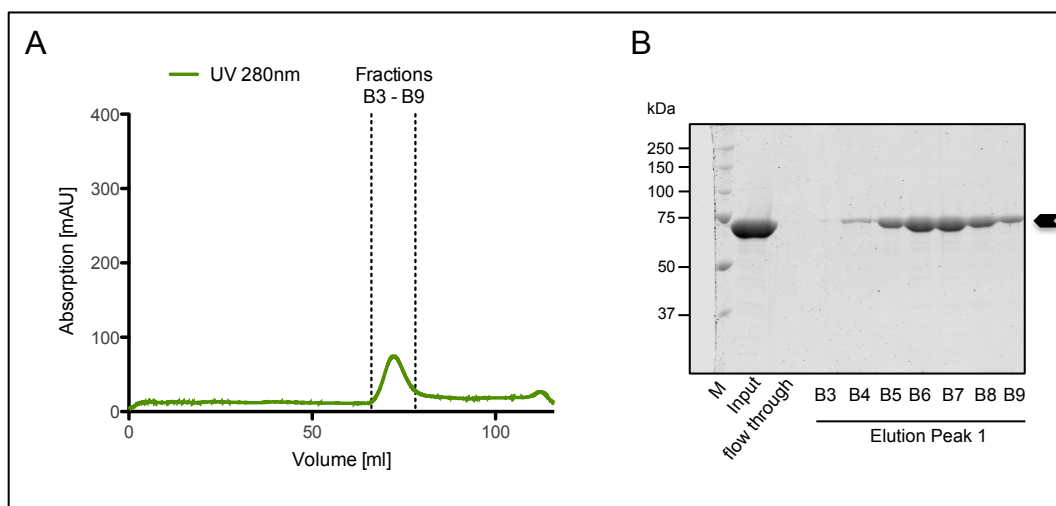 A
UV 280nm
Fractions
B3 - B9
400
300
200
100
0
Absorption [mAU]
0 50 100
Volume [ml]
B
kDa
250
150
100
75
50
37
M Input flow through B3 B4 B5 B6 B7 B8 B9
Elution Peak 1